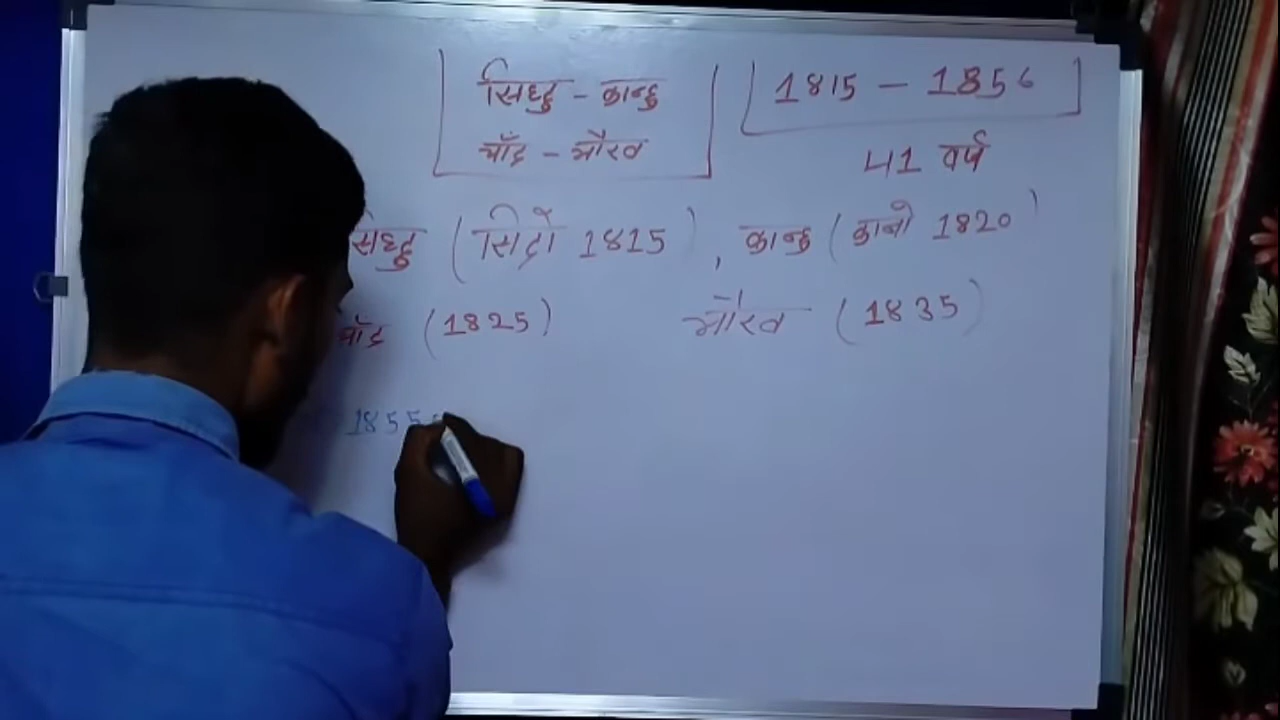 सिध्दु - कान्हु
1815 - 1856
चाँद - भैरव
41 वर्ष
सिध्दु (सिदो 1815), कान्हु (कानो 1820)
चाँद (1825) भैरव (1835)
1855